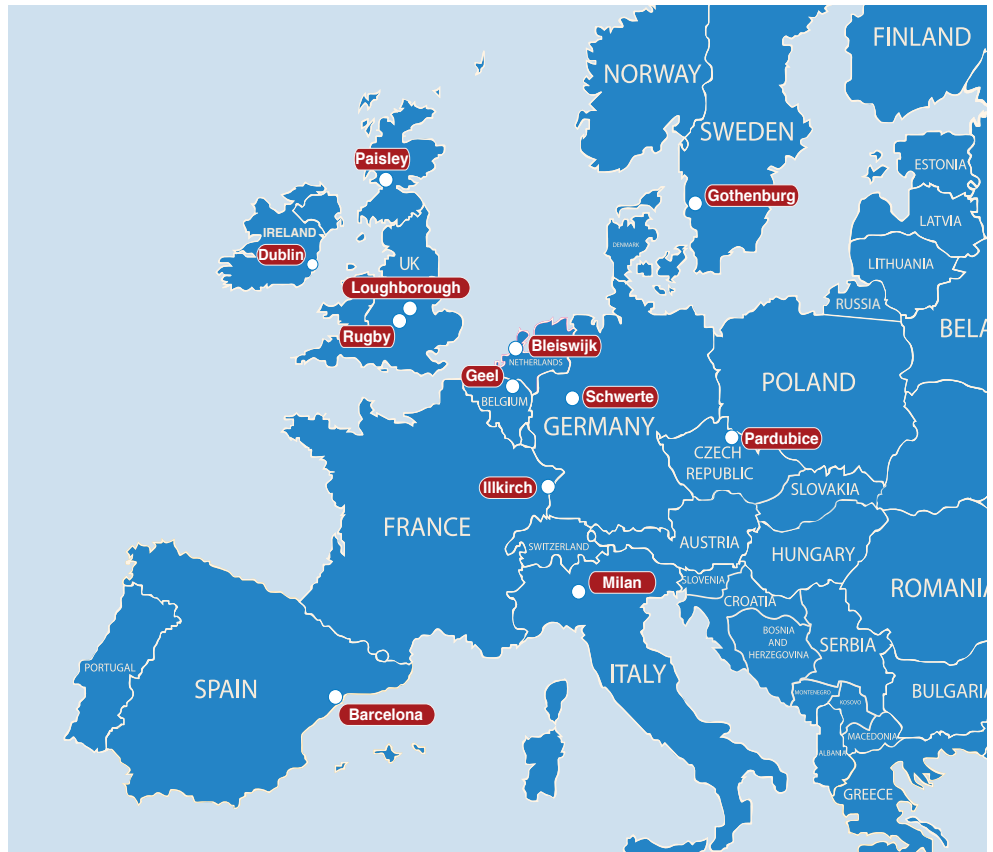 FINLAND
NORWAY
SWEDEN
Paisley
ESTONIA
Gothenburg
LATVIA
IRELAND
DENMARK
Dublin
UK
LITHUANIA
Loughborough
RUSSIA
BELA
Rugby
Bleiswijk
NETHERLANDS
Geel
POLAND
BELGIUM
Schwerte
GERMANY
Pardubice
CZECH
REPUBLIC
Illkirch
SLOVAKIA
FRANCE
SWITZERLAND
AUSTRIA
HUNGARY
Milan
SLOVENIA
ROMANIA
CROATIA
BOSNIA
AND
HERZEGOVINA
SERBIA
PORTUGAL
SPAIN
ITALY
MONTENEGRO
KOSOVO
BULGARIA
Barcelona
MACEDONIA
ALBANIA
GREECE